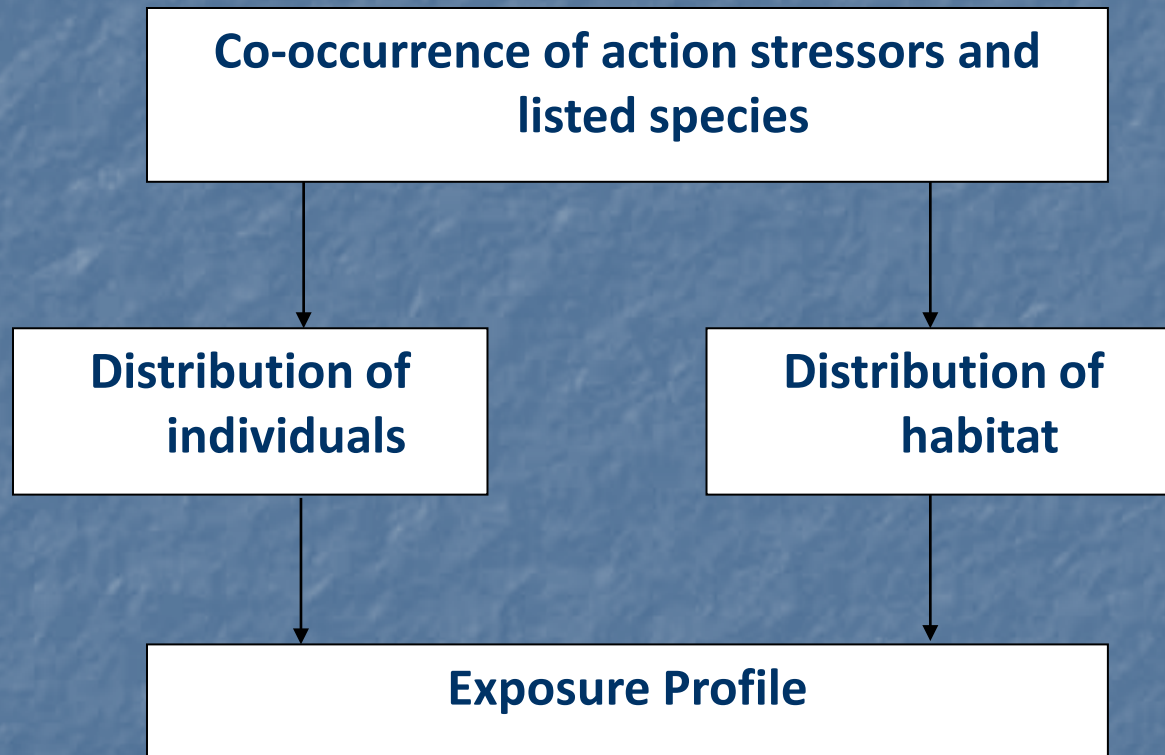 Co-occurrence of action stressors and
listed species
Distribution of
individuals
Distribution of
habitat
Exposure Profile